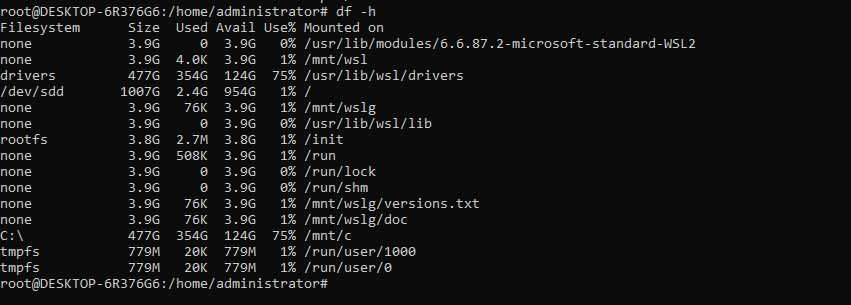 root@DESKTOP-6R376G6:/home/administrator# df -h
Filesystem      Size  Used Avail Use% Mounted on
none            3.9G     0  3.9G   0% /usr/lib/modules/6.6.87.2-microsoft-standard-WSL2
none            3.9G  4.0K  3.9G   1% /mnt/wsl
drivers         477G  354G  124G  75% /usr/lib/wsl/drivers
/dev/sdd       1007G  2.4G  954G   1% /
none            3.9G   76K  3.9G   1% /mnt/wslg
none            3.9G     0  3.9G   0% /usr/lib/wsl/lib
rootfs          3.8G  2.7M  3.8G   1% /init
none            3.9G  508K  3.9G   1% /run
none            3.9G     0  3.9G   0% /run/lock
none            3.9G     0  3.9G   0% /run/shm
none            3.9G   76K  3.9G   1% /mnt/wslg/versions.txt
none            3.9G   76K  3.9G   1% /mnt/wslg/doc
C:\             477G  354G  124G  75% /mnt/c
tmpfs           779M   20K  779M   1% /run/user/1000
tmpfs           779M   20K  779M   1% /run/user/0
root@DESKTOP-6R376G6:/home/administrator#